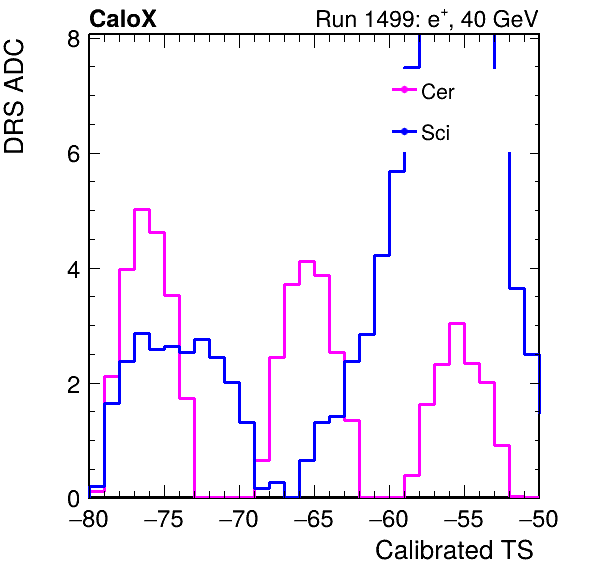 CaloX Run 1499: e⁺, 40 GeV
DRS ADC
8
6
4
2
0
Cer
Sci
−80 −75 −70 −65 −60 −55 −50
Calibrated TS